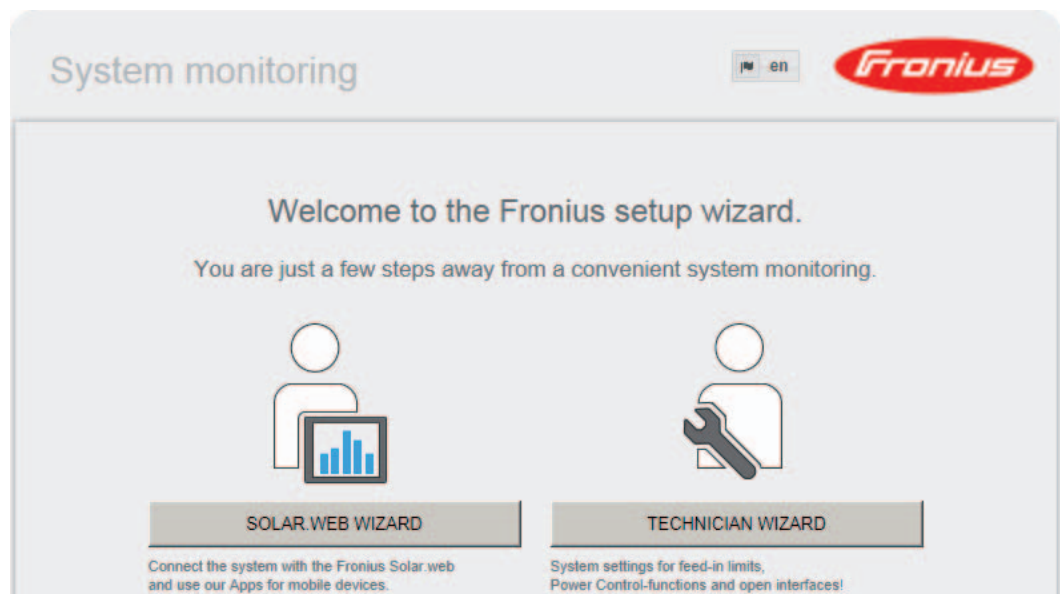 System monitoring
en
Fronius
Welcome to the Fronius setup wizard.
You are just a few steps away from a convenient system monitoring.
SOLAR.WEB WIZARD
TECHNICIAN WIZARD
Connect the system with the Fronius Solar.web
and use our Apps for mobile devices.
System settings for feed-in limits,
Power Control-functions and open interfaces!